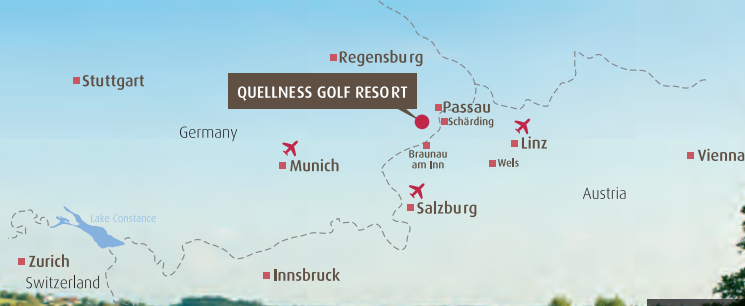 Regensburg
Stuttgart
QUELLNESS GOLF RESORT
Passau
Schärding
Germany
Linz
Braunau
am Inn
Munich
Wels
Vienna
Austria
Salzburg
Lake Constance
Zurich
Innsbruck
Switzerland